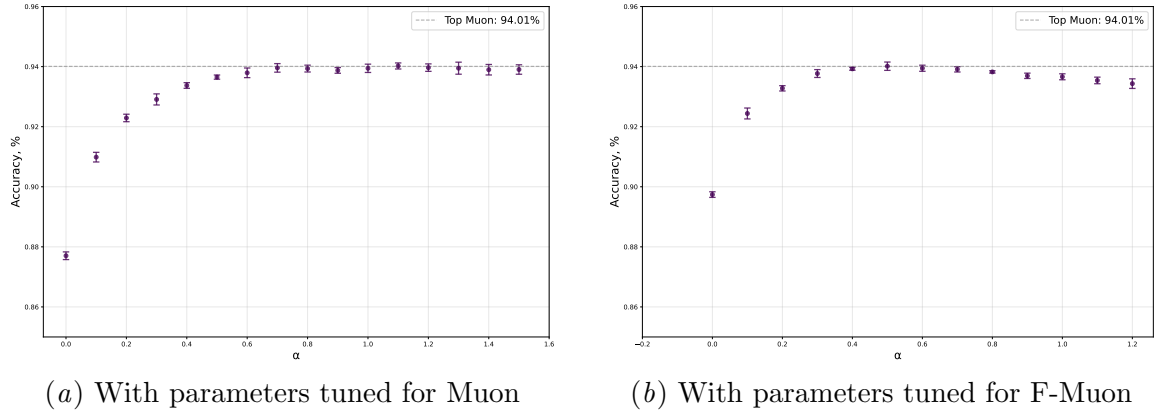 0.96
0.94
0.92
0.90
0.88
0.86
Accuracy, %
Top Muon: 94.01%
0.0 0.2 0.4 0.6 0.8 1.0 1.2 1.4 1.6
α
(a) With parameters tuned for Muon
0.96
0.94
0.92
0.90
0.88
0.86
Accuracy, %
Top Muon: 94.01%
−0.2 0.0 0.2 0.4 0.6 0.8 1.0 1.2
α
(b) With parameters tuned for F-Muon